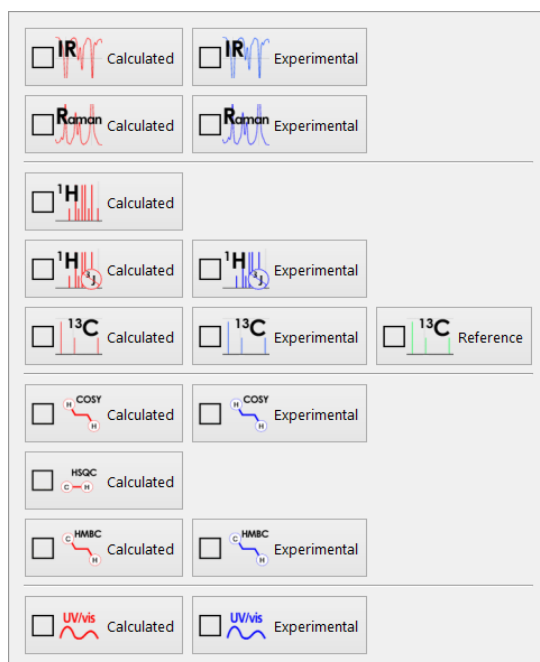 IR Calculated IR Experimental
Raman Calculated Raman Experimental
¹H Calculated
¹H ³J Calculated ¹H ³J Experimental
¹³C Calculated ¹³C Experimental ¹³C Reference
COSY H H Calculated COSY H H Experimental
HSQC C H Calculated
HMBC C H Calculated HMBC C H Experimental
UV/vis Calculated UV/vis Experimental